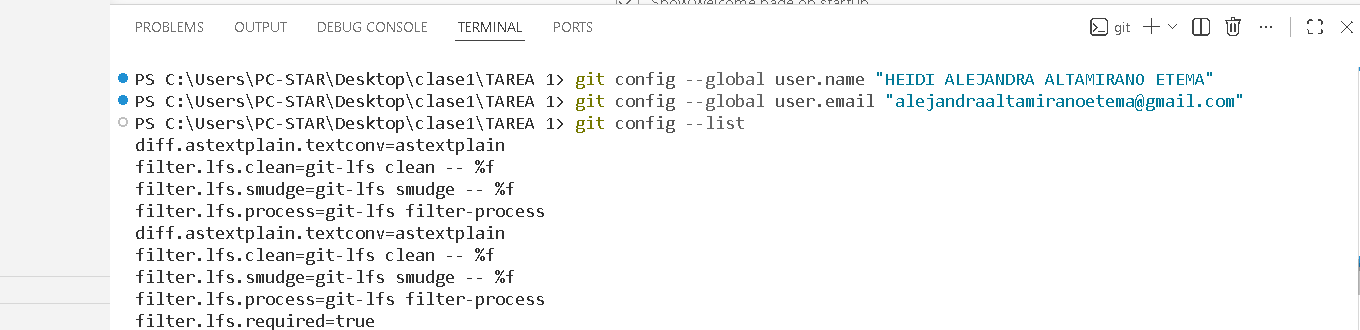 Show welcome page on startup
PROBLEMS OUTPUT DEBUG CONSOLE TERMINAL PORTS git
PS C:\Users\PC-STAR\Desktop\clase1\TAREA 1> git config --global user.name "HEIDI ALEJANDRA ALTAMIRANO ETEMA"
PS C:\Users\PC-STAR\Desktop\clase1\TAREA 1> git config --global user.email "alejandraaltamiranoetema@gmail.com"
PS C:\Users\PC-STAR\Desktop\clase1\TAREA 1> git config --list
diff.astextplain.textconv=astextplain
filter.lfs.clean=git-lfs clean -- %f
filter.lfs.smudge=git-lfs smudge -- %f
filter.lfs.process=git-lfs filter-process
diff.astextplain.textconv=astextplain
filter.lfs.clean=git-lfs clean -- %f
filter.lfs.smudge=git-lfs smudge -- %f
filter.lfs.process=git-lfs filter-process
filter.lfs.required=true